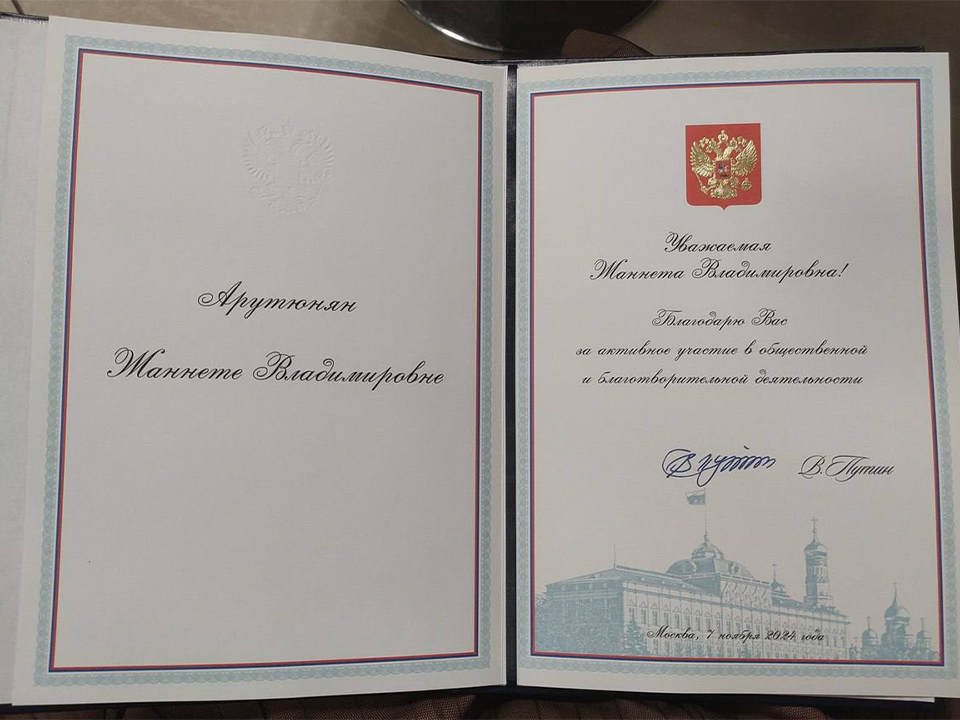 Арутюнян
Жаннете Владимировне
Уважаемая
Жаннета Владимировна!
Благодарю Вас
за активное участие в общественной
и благотворительной деятельности
В.Путин
Москва, 7 ноября 2024 года